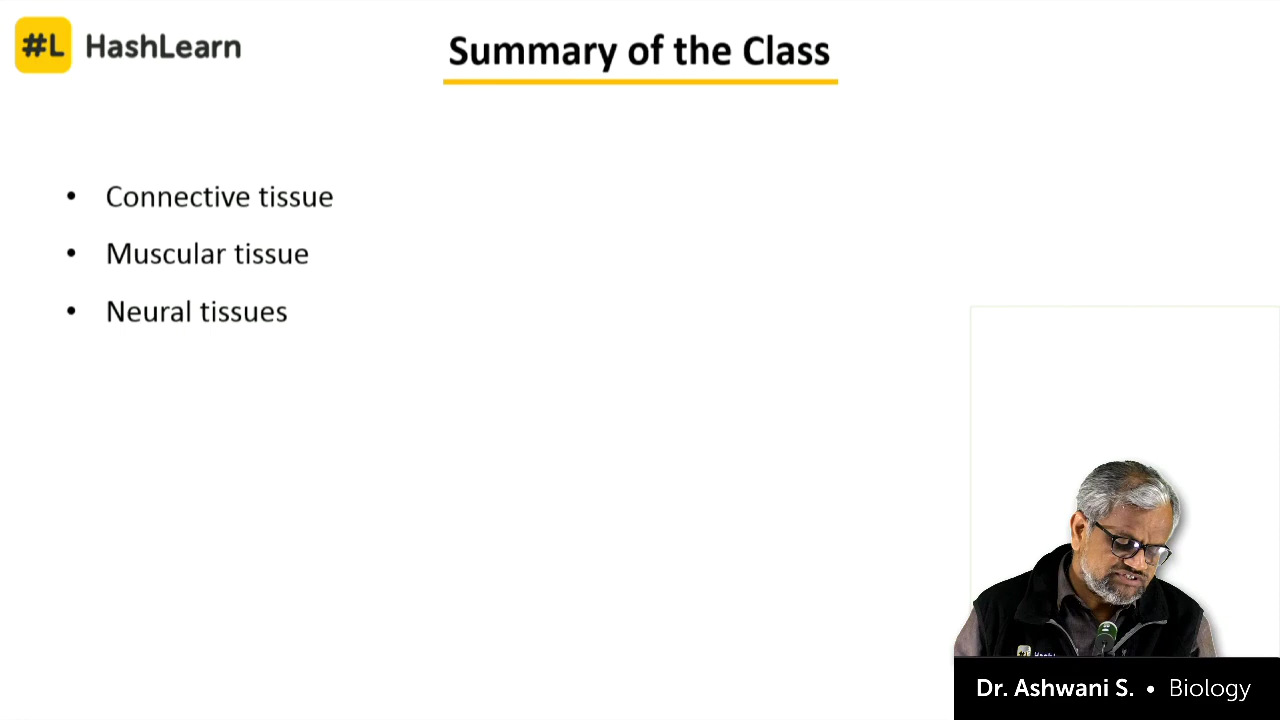 #L HashLearn
Summary of the Class
• Connective tissue
• Muscular tissue
• Neural tissues
Dr. Ashwani S. • Biology